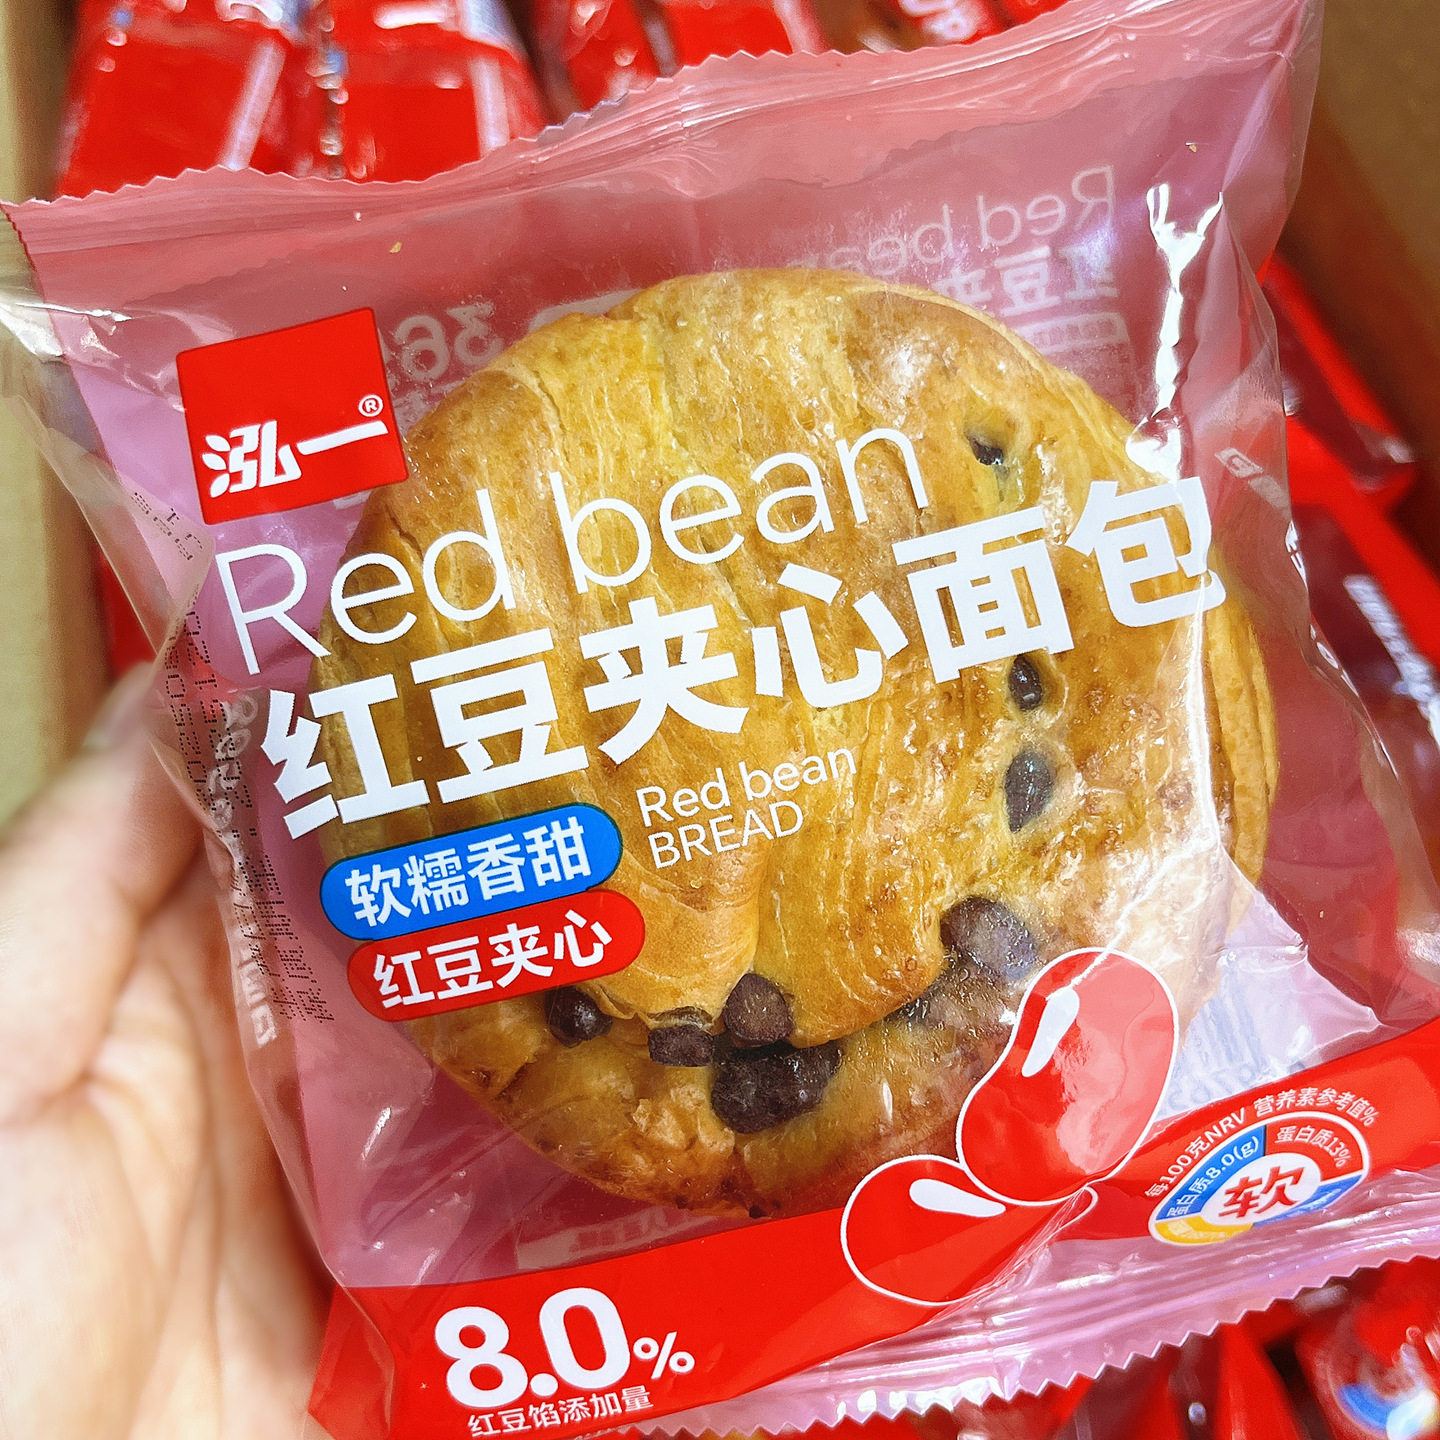 泓一®
Red bean
红豆夹心面包
Red bean
BREAD
软糯香甜
红豆夹心
每100克NRV 营养素参考值%
蛋白质8.0(g)
蛋白质13%
软
8.0%
红豆馅添加量